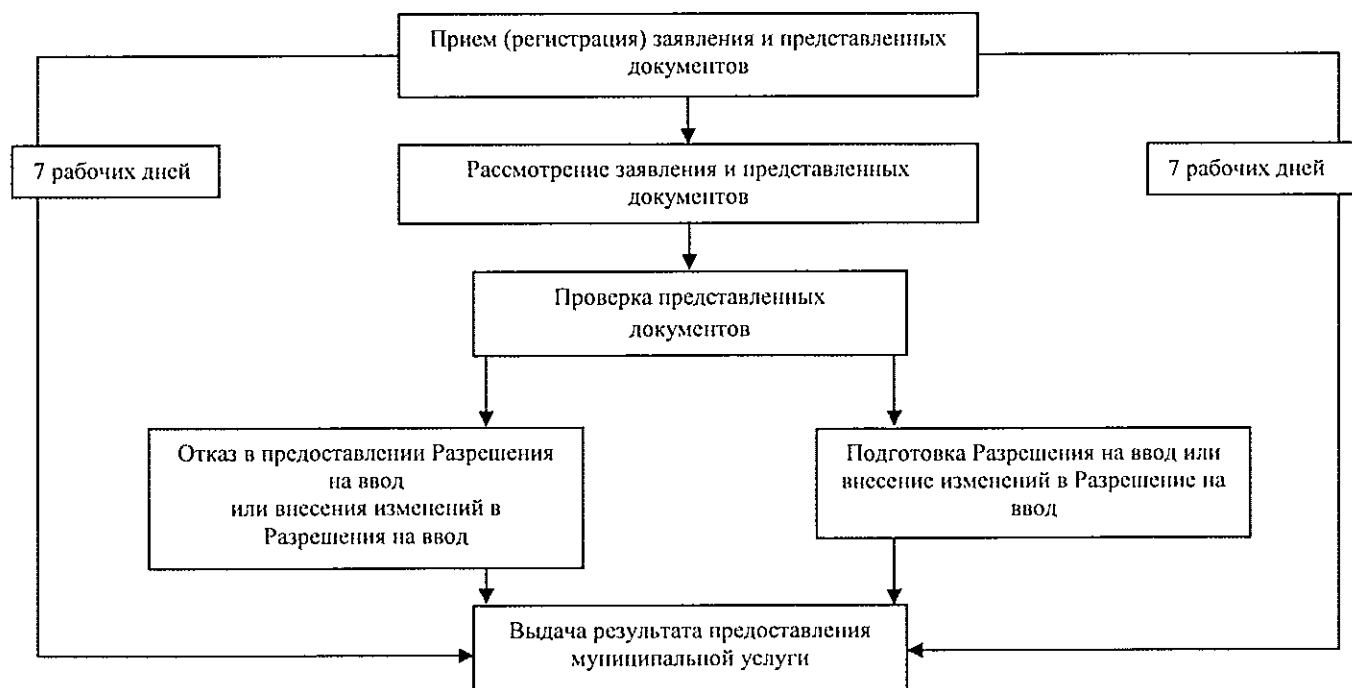 Прием (регистрация) заявления и представленных
документов
7 рабочих дней
Рассмотрение заявления и представленных
документов
7 рабочих дней
Проверка представленных
документов
Отказ в предоставлении Разрешения
на ввод
или внесения изменений в
Разрешения на ввод
Подготовка Разрешения на ввод или
внесение изменений в Разрешение на
ввод
Выдача результата предоставления
муниципальной услуги